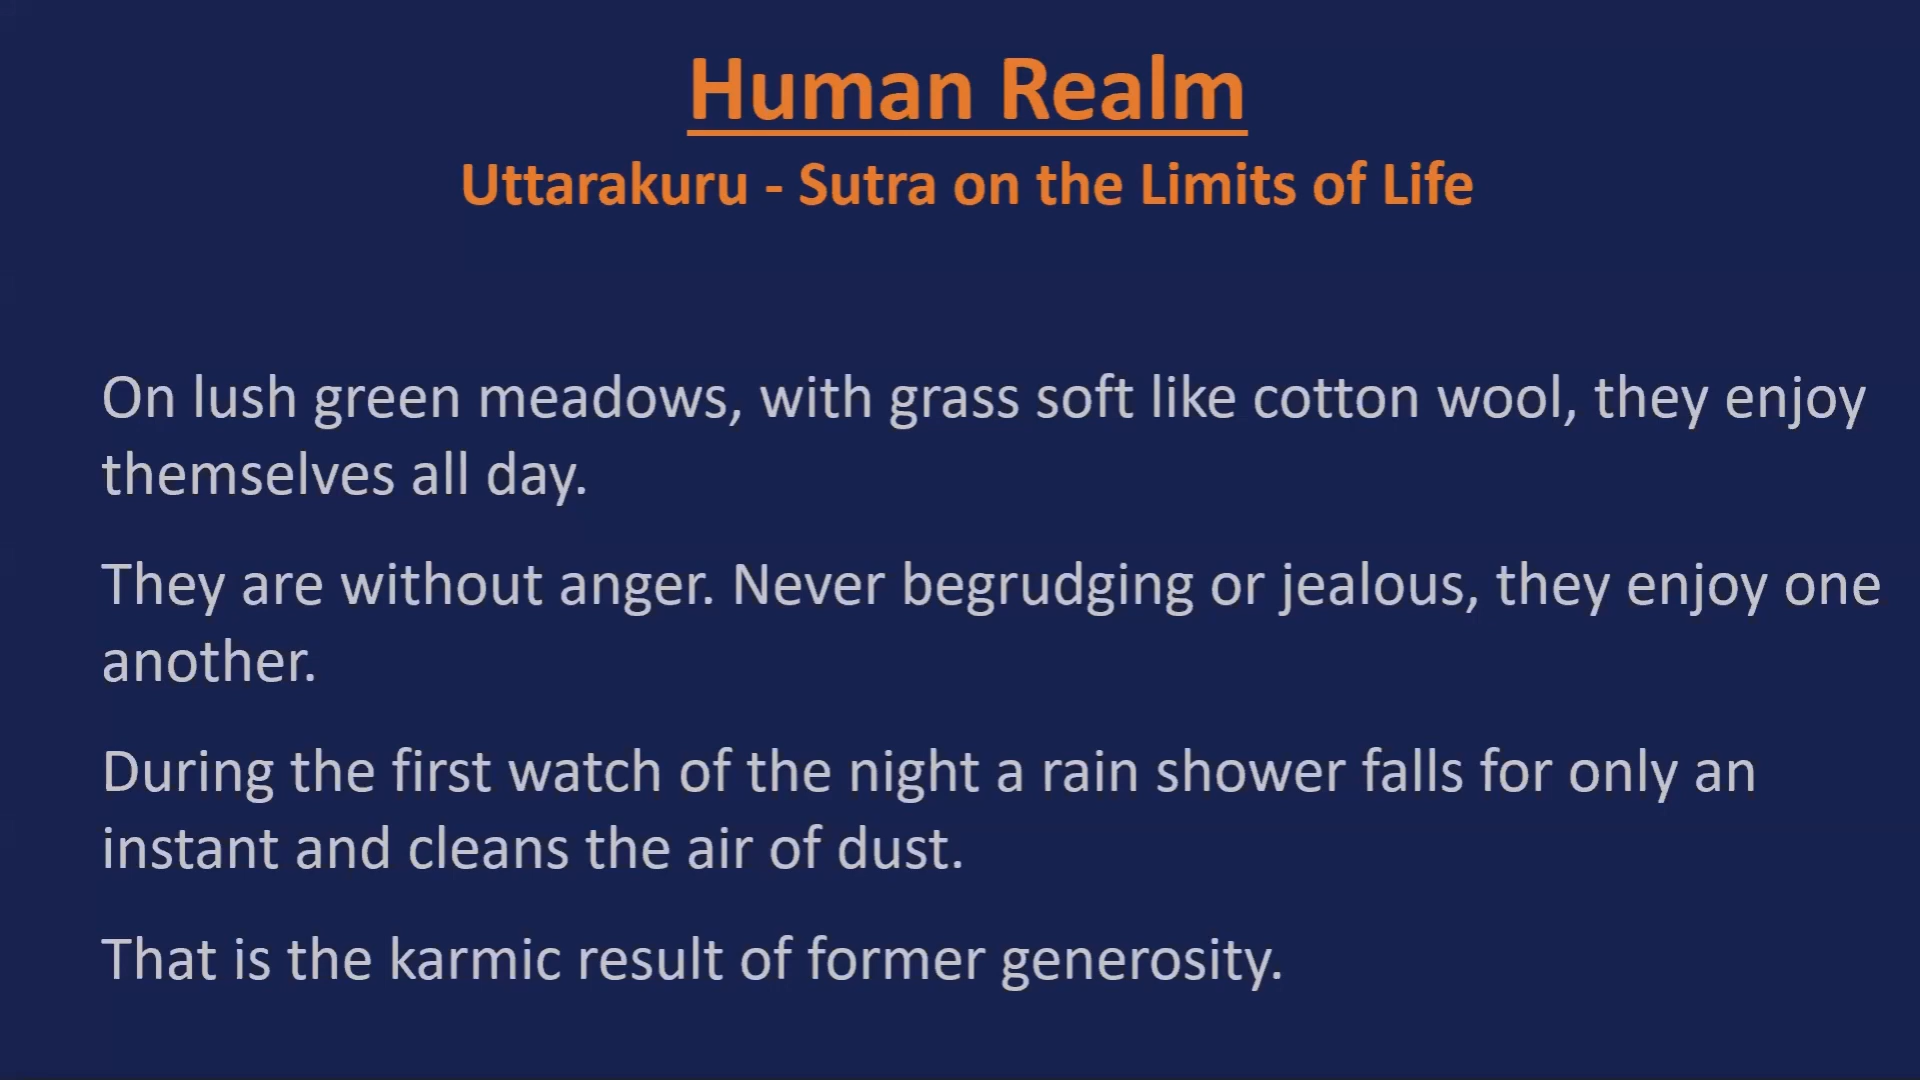 Human Realm
Uttarakuru - Sutra on the Limits of Life
On lush green meadows, with grass soft like cotton wool, they enjoy
themselves all day.
They are without anger. Never begrudging or jealous, they enjoy one
another.
During the first watch of the night a rain shower falls for only an
instant and cleans the air of dust.
That is the karmic result of former generosity.